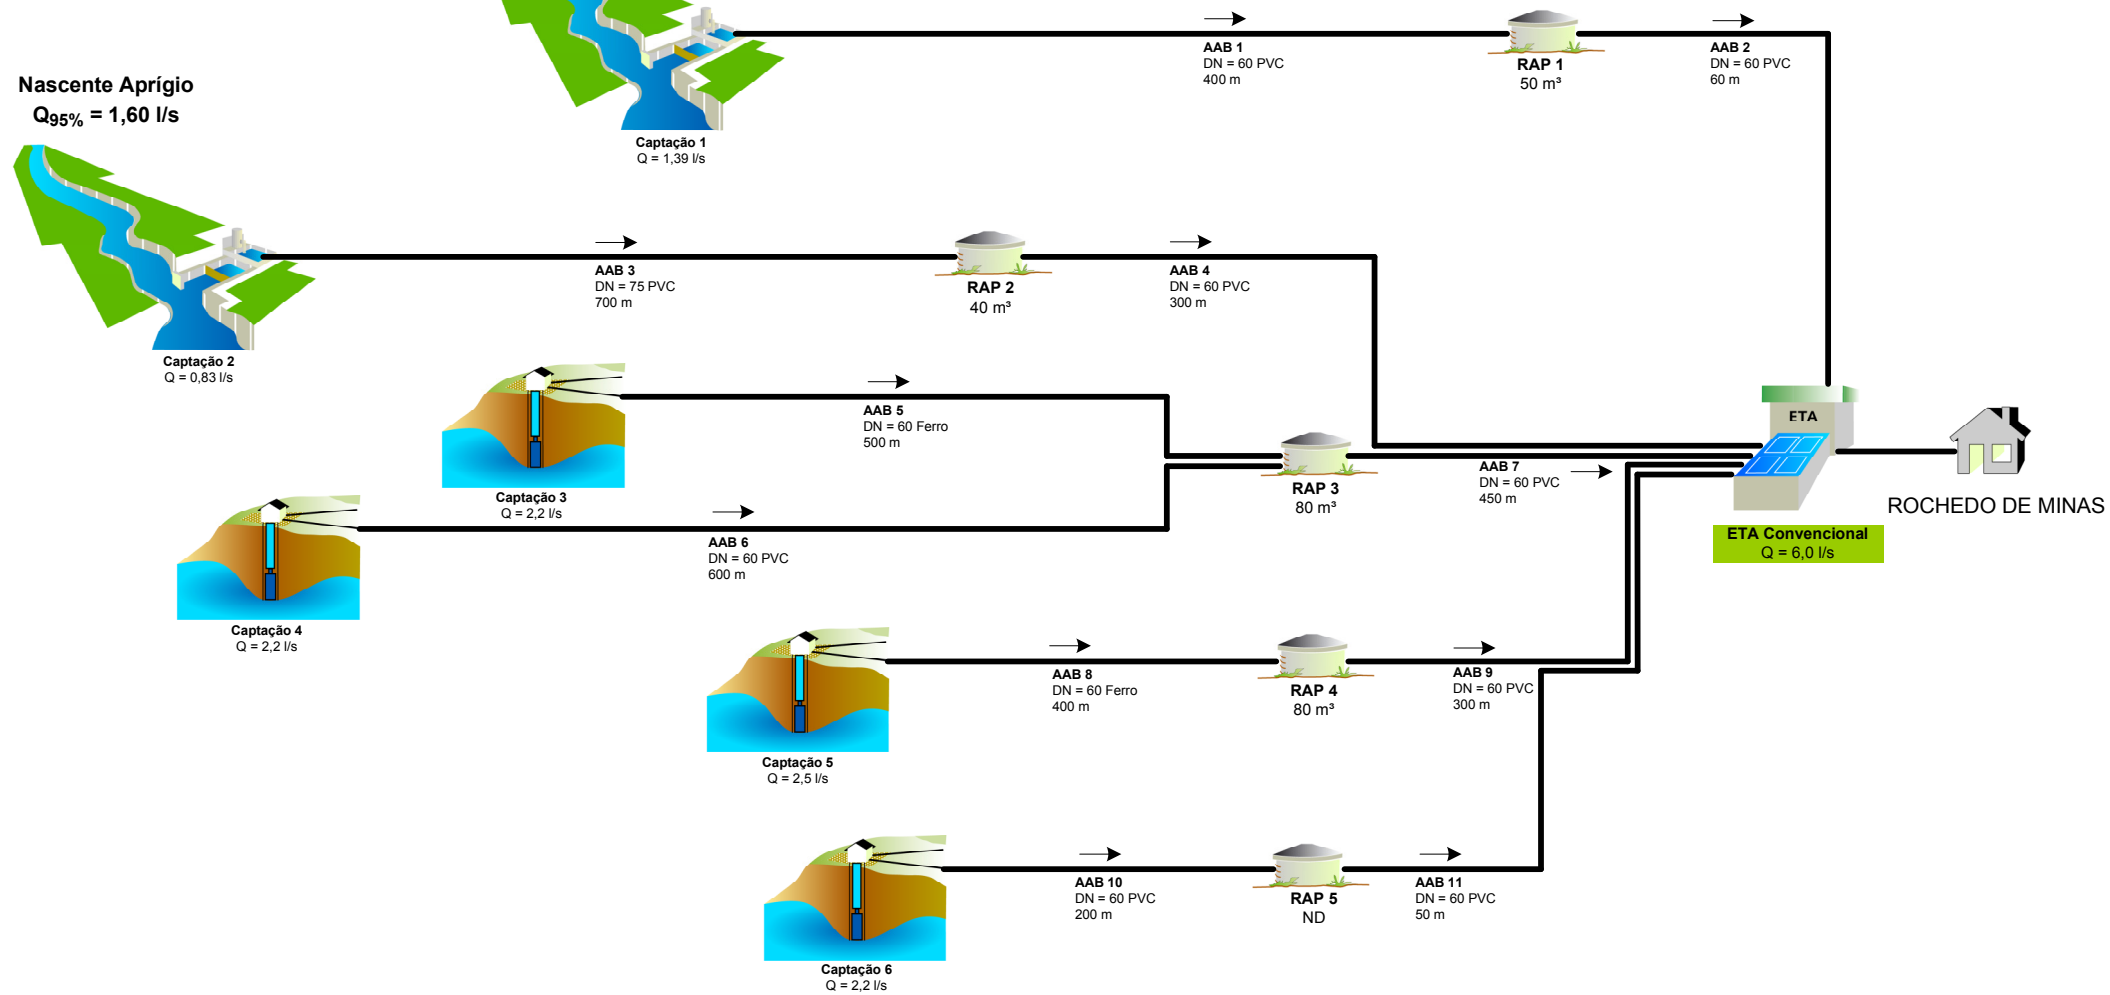 Nascente Aprígio
Q95% = 1,60 l/s
Captação 1
Q = 1,39 l/s
AAB 1
DN = 60 PVC
400 m
RAP 1
50 m³
AAB 2
DN = 60 PVC
60 m
Captação 2
Q = 0,83 l/s
AAB 3
DN = 75 PVC
700 m
RAP 2
40 m³
AAB 4
DN = 60 PVC
300 m
Captação 3
Q = 2,2 l/s
AAB 5
DN = 60 Ferro
500 m
Captação 4
Q = 2,2 l/s
AAB 6
DN = 60 PVC
600 m
RAP 3
80 m³
AAB 7
DN = 60 PVC
450 m
ETA
ROCHEDO DE MINAS
ETA Convencional
Q = 6,0 l/s
Captação 5
Q = 2,5 l/s
AAB 8
DN = 60 Ferro
400 m
RAP 4
80 m³
AAB 9
DN = 60 PVC
300 m
Captação 6
Q = 2,2 l/s
AAB 10
DN = 60 PVC
200 m
RAP 5
ND
AAB 11
DN = 60 PVC
50 m